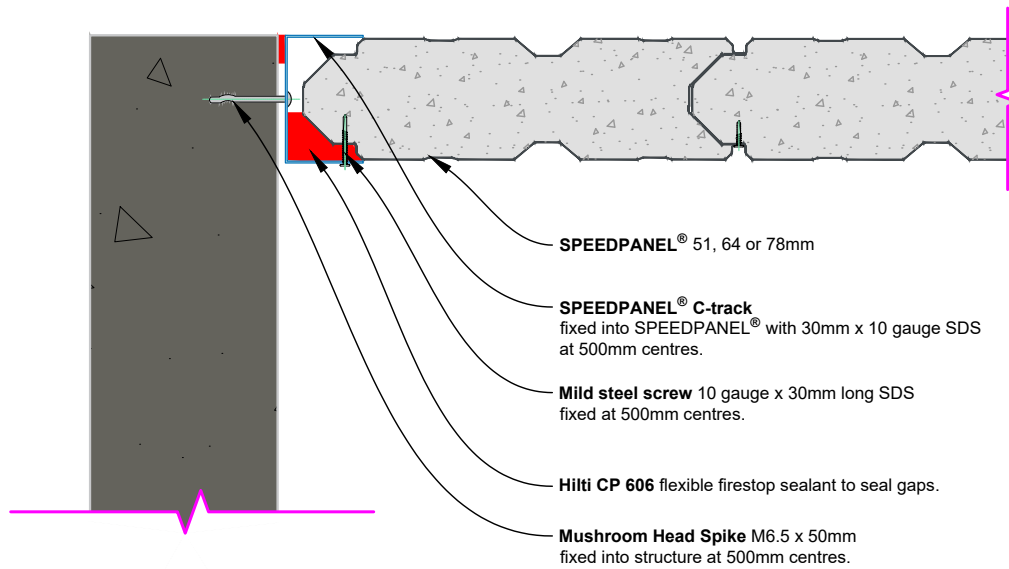 SPEEDPANEL® 51, 64 or 78mm
SPEEDPANEL® C-track
fixed into SPEEDPANEL® with 30mm x 10 gauge SDS
at 500mm centres.
Mild steel screw 10 gauge x 30mm long SDS
fixed at 500mm centres.
Hilti CP 606 flexible firestop sealant to seal gaps.
Mushroom Head Spike M6.5 x 50mm
fixed into structure at 500mm centres.